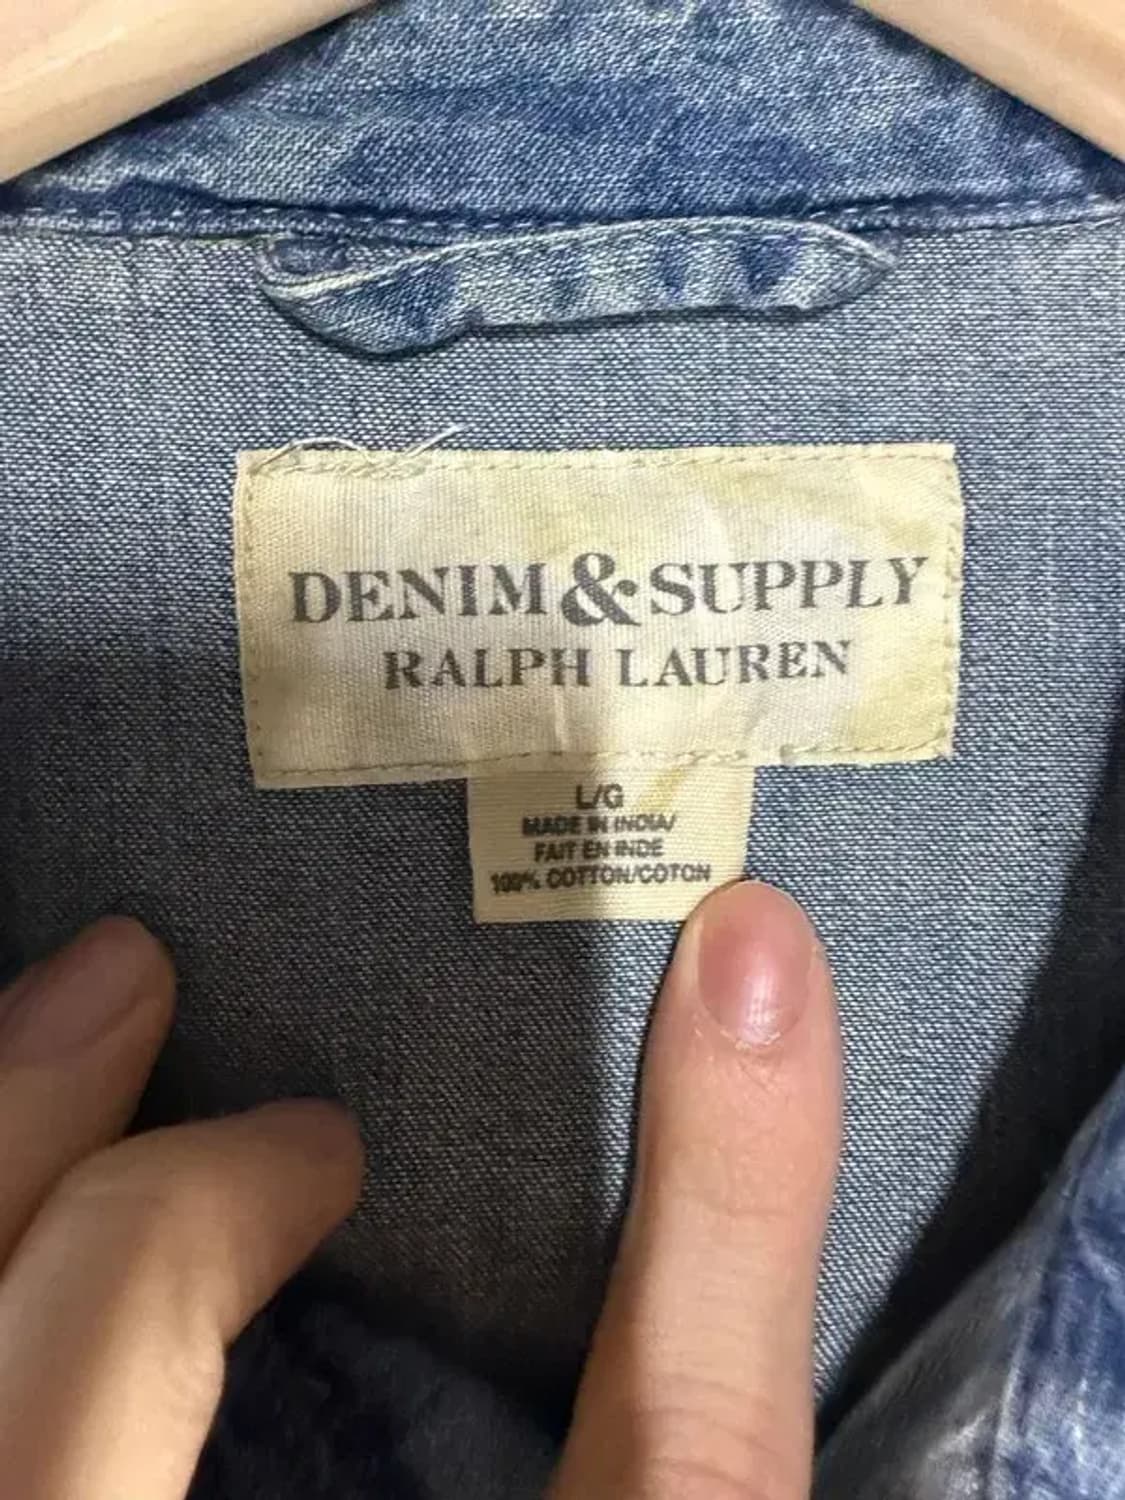 DENIM & SUPPLY
RALPH LAUREN
L/G
MADE IN INDIA/
FAIT EN INDE
100% COTTON/COTON